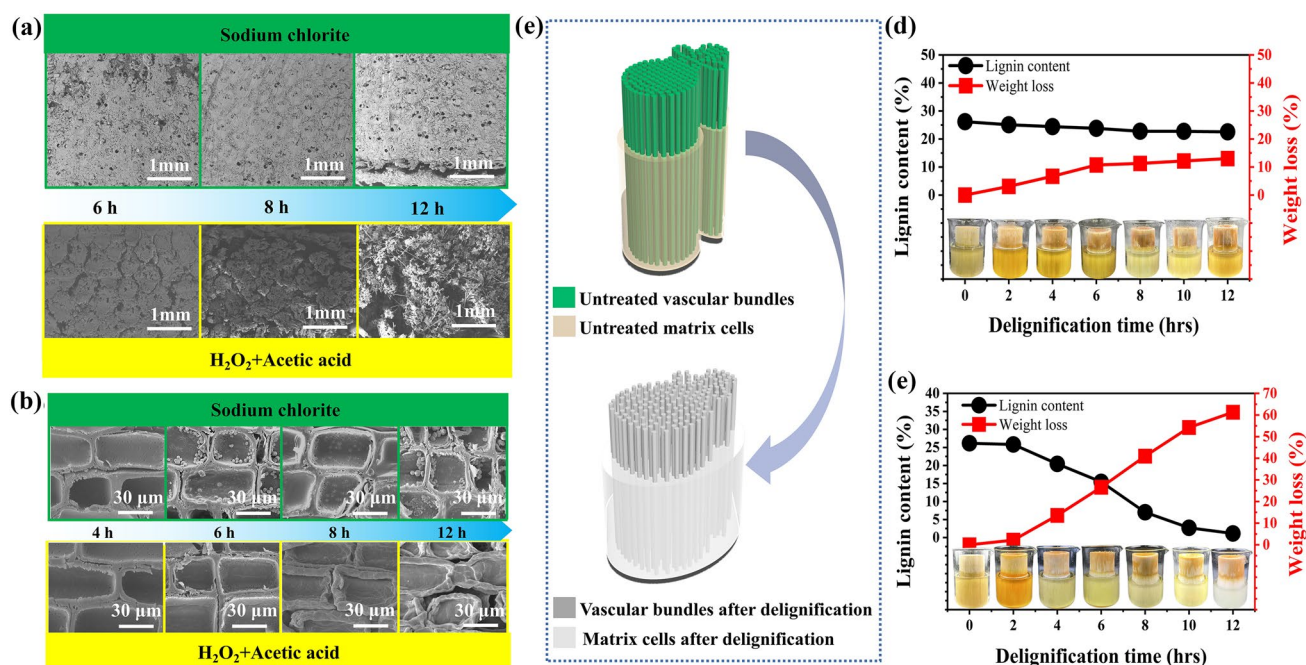 (a)
Sodium chlorite
1mm 1mm 1mm
6 h 8 h 12 h
1mm 1mm 1mm
H₂O₂+Acetic acid
(b)
Sodium chlorite
30 µm 30 µm 30 µm 30 µm
4 h 6 h 8 h 12 h
30 µm 30 µm 30 µm 30 µm
H₂O₂+Acetic acid
(e)
Untreated vascular bundles
Untreated matrix cells
Vascular bundles after delignification
Matrix cells after delignification
(d)
Lignin content (%)
50
40
30
20
10
0
Lignin content
Weight loss
50
40
30
20
10
0
Weight loss (%)
0 2 4 6 8 10 12
Delignification time (hrs)
(e)
Lignin content (%)
40
35
30
25
20
15
10
5
0
Lignin content
Weight loss
70
60
50
40
30
20
10
0
Weight loss (%)
0 2 4 6 8 10 12
Delignification time (hrs)